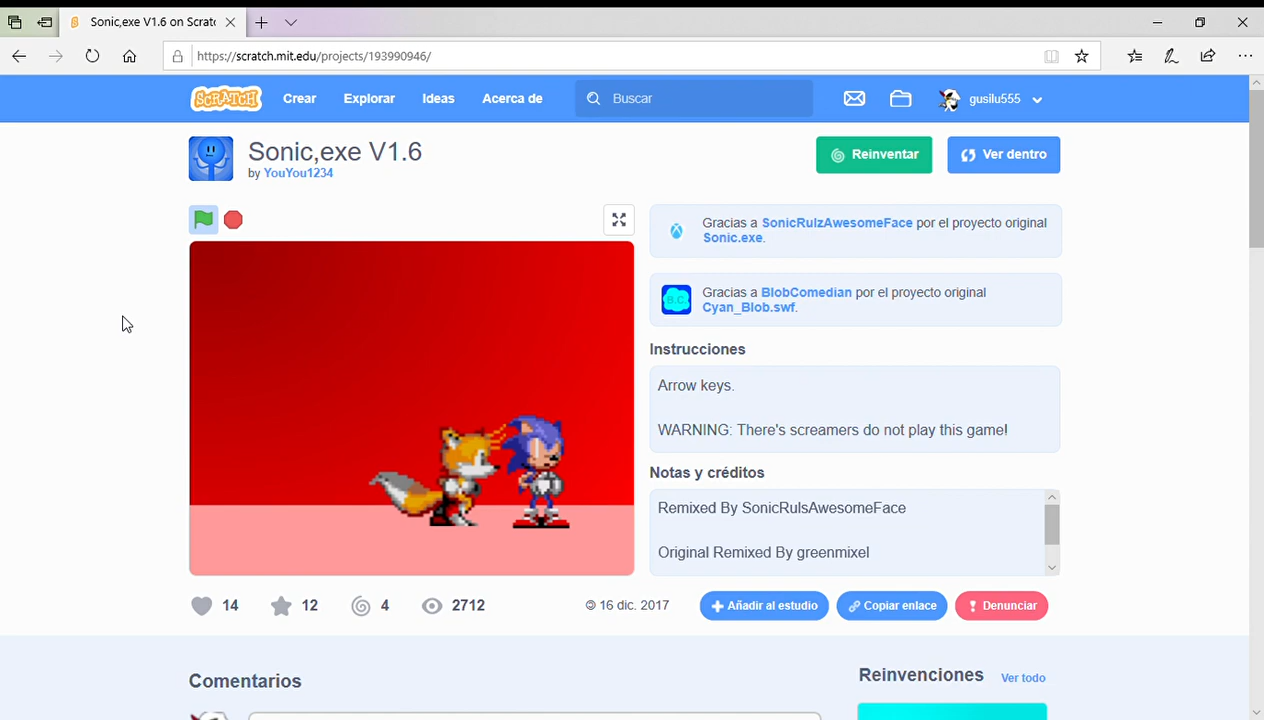 Sonic,exe V1.6 on Scratc
https://scratch.mit.edu/projects/193990946/
SCRATCH Crear Explorar Ideas Acerca de Buscar gusilu555
Sonic,exe V1.6
by YouYou1234
Reinventar Ver dentro
Gracias a SonicRulzAwesomeFace por el proyecto original
Sonic.exe.
B.C.
Gracias a BlobComedian por el proyecto original
Cyan_Blob.swf.
Instrucciones
Arrow keys.
WARNING: There's screamers do not play this game!
Notas y créditos
Remixed By SonicRulsAwesomeFace
Original Remixed By greenmixel
14 12 4 2712 © 16 dic. 2017 Añadir al estudio Copiar enlace Denunciar
Comentarios
Reinvenciones Ver todo